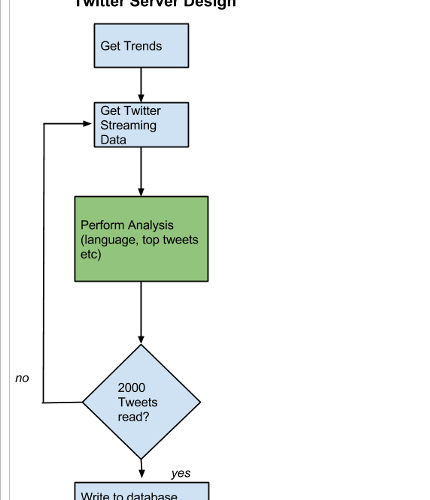 Twitter Server Design
Get Trends
Get Twitter
Streaming
Data
Perform Analysis
(language, top tweets
etc)
no
2000
Tweets
read?
yes
Write to database